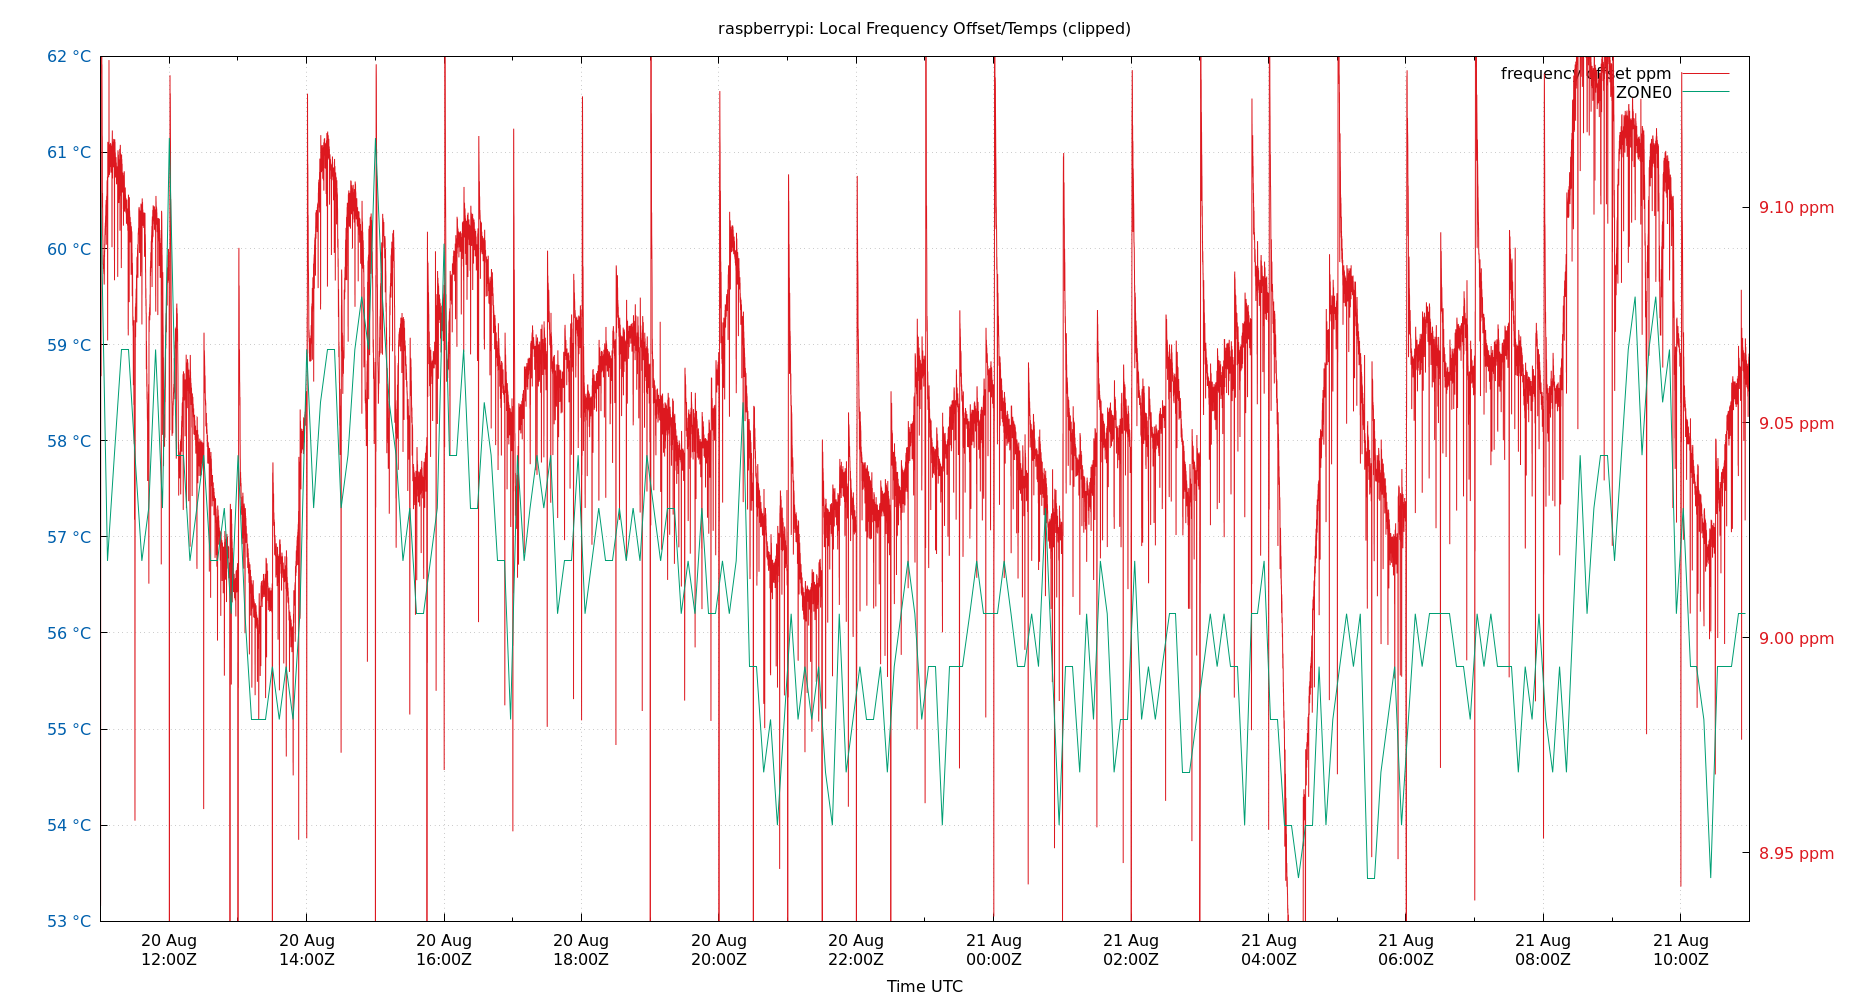 raspberrypi: Local Frequency Offset/Temps (clipped)
62 °C
61 °C
60 °C
59 °C
58 °C
57 °C
56 °C
55 °C
54 °C
53 °C
frequency offset ppm
ZONE0
9.10 ppm
9.05 ppm
9.00 ppm
8.95 ppm
20 Aug 20 Aug 20 Aug 20 Aug 20 Aug 20 Aug 21 Aug 21 Aug 21 Aug 21 Aug 21 Aug 21 Aug
12:00Z 14:00Z 16:00Z 18:00Z 20:00Z 22:00Z 00:00Z 02:00Z 04:00Z 06:00Z 08:00Z 10:00Z
Time UTC